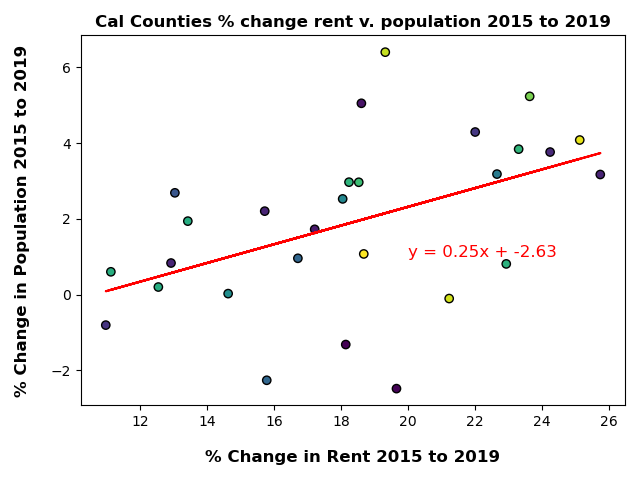 Cal Counties % change rent v. population 2015 to 2019
% Change in Population 2015 to 2019
6
4
2
0
−2
y = 0.25x + -2.63
12 14 16 18 20 22 24 26
% Change in Rent 2015 to 2019